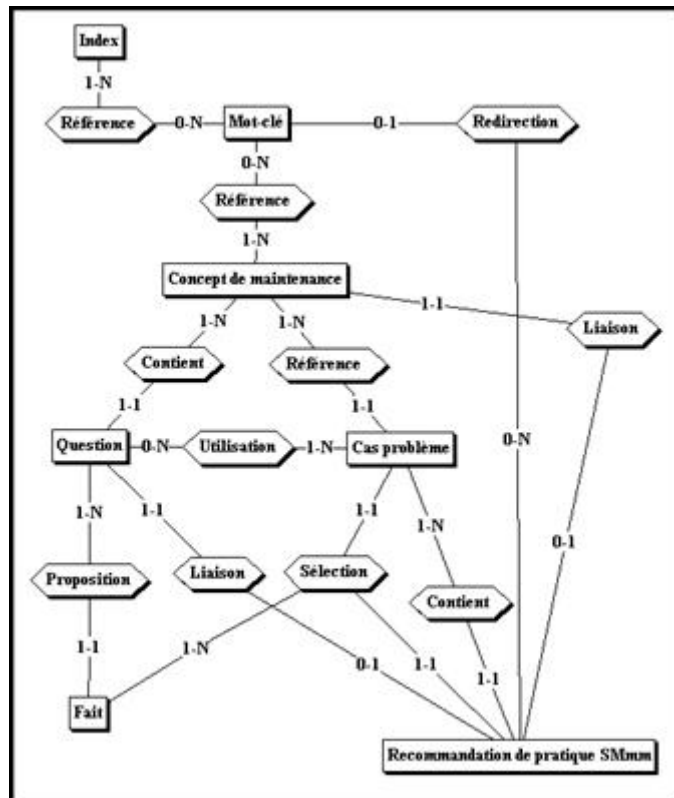 Index
1-N
Référence
0-N
Mot-clé
0-1
Redirection
0-N
Référence
1-N
Concept de maintenance
1-N
1-N
1-1
Liaison
Contient
Référence
1-1
1-1
Question
0-N
Utilisation
1-N
Cas problème
0-N
1-N
1-1
1-1
1-N
0-1
Proposition
Liaison
Sélection
Contient
1-1
1-N
0-1
1-1
1-1
Fait
Recommandation de pratique SMmm